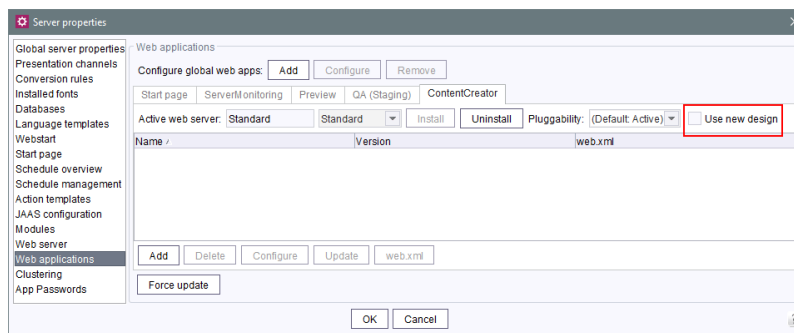 Server properties
Global server properties
Presentation channels
Conversion rules
Installed fonts
Databases
Language templates
Webstart
Start page
Schedule overview
Schedule management
Action templates
JAAS configuration
Modules
Web server
Web applications
Clustering
App Passwords
Web applications
Configure global web apps: Add Configure Remove
Start page ServerMonitoring Preview QA (Staging) ContentCreator
Active web server: Standard Standard Install Uninstall Pluggability: (Default: Active) Use new design
Name Version web.xml
Add Delete Configure Update web.xml
Force update
OK Cancel